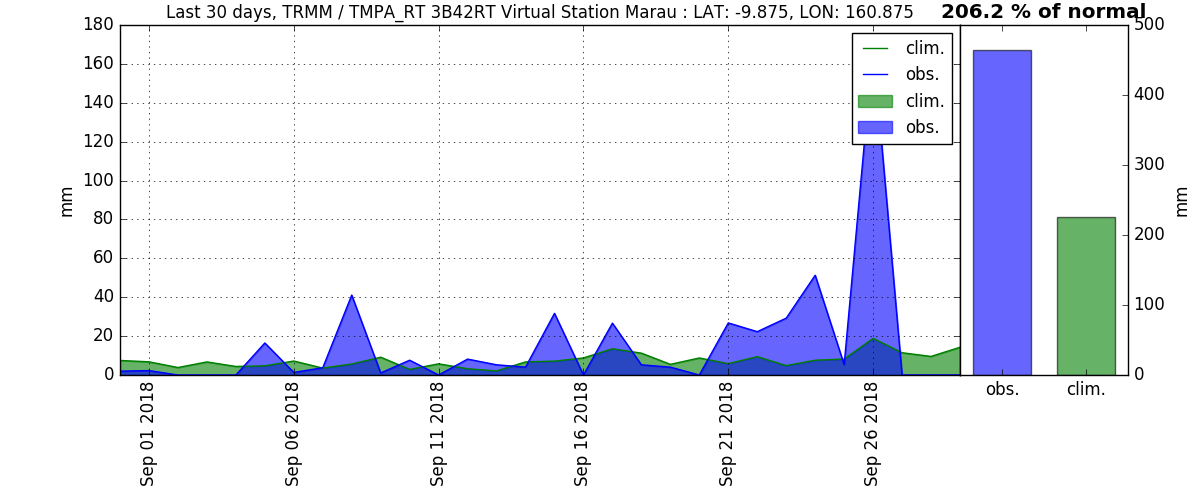 Last 30 days, TRMM / TMPA_RT 3B42RT Virtual Station Marau : LAT: -9.875, LON: 160.875
206.2 % of normal
180
160
140
120
100
80
60
40
20
0
mm
clim.
obs.
clim.
obs.
Sep 01 2018
Sep 06 2018
Sep 11 2018
Sep 16 2018
Sep 21 2018
Sep 26 2018
500
400
300
200
100
0
mm
obs.
clim.